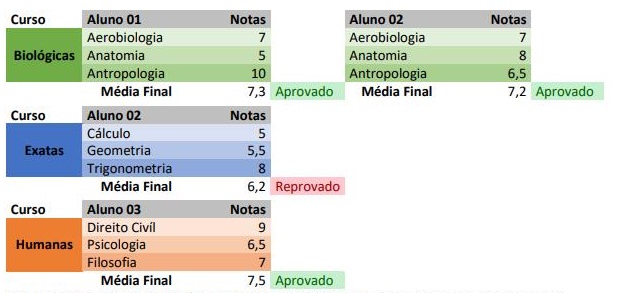 Curso Aluno 01 Notas Aluno 02 Notas
Aerobiologia 7 Aerobiologia 7
Biológicas Anatomia 5 Anatomia 8
Antropologia 10 Antropologia 6,5
Média Final 7,3 Aprovado Média Final 7,2 Aprovado
Curso Aluno 02 Notas
Cálculo 5
Exatas Geometria 5,5
Trigonometria 8
Média Final 6,2 Reprovado
Curso Aluno 03 Notas
Direito Civíl 9
Humanas Psicologia 6,5
Filosofia 7
Média Final 7,5 Aprovado